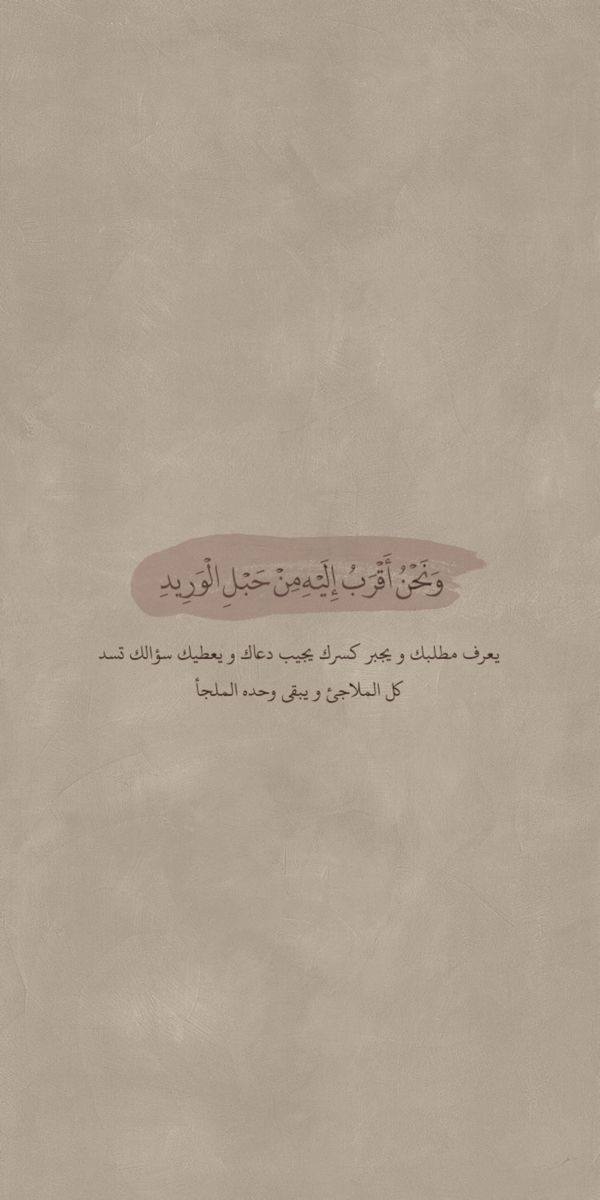 وَنَحْنُ أَقْرَبُ إِلَيْهِ مِنْ حَبْلِ الْوَرِيدِ
يعرف مطلبك و يجبر كسرك يجيب دعاك و يعطيك سؤالك تسد
كل الملاجئ و يبقى وحده الملجأ